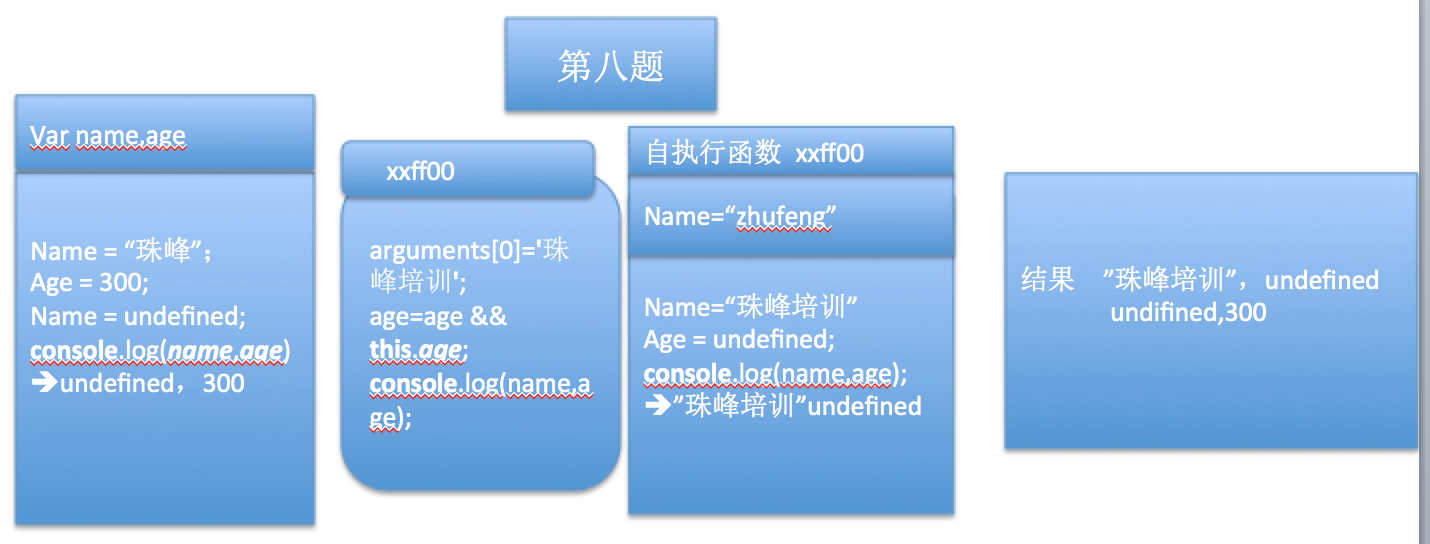 第八题
Var name,age
Name = “珠峰”；
Age = 300;
Name = undefined;
console.log(name,age)
➔undefined，300
xxff00
arguments[0]='珠
峰培训';
age=age &&
this.age;
console.log(name,a
ge);
自执行函数 xxff00
Name=“zhufeng”
Name=“珠峰培训”
Age = undefined;
console.log(name,age);
➔”珠峰培训”undefined
结果 ”珠峰培训”，undefined
undifined,300